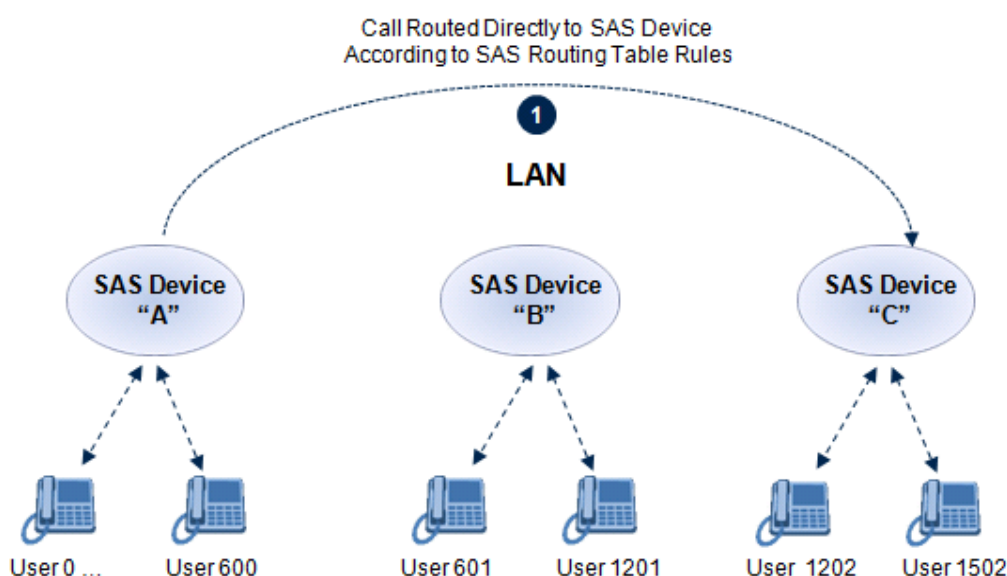 Call Routed Directly to SAS Device
According to SAS Routing Table Rules
1
LAN
SAS Device
“A”
SAS Device
“B”
SAS Device
“C”
User 0 ...
User 600
User 601
User 1201
User 1202
User 1502